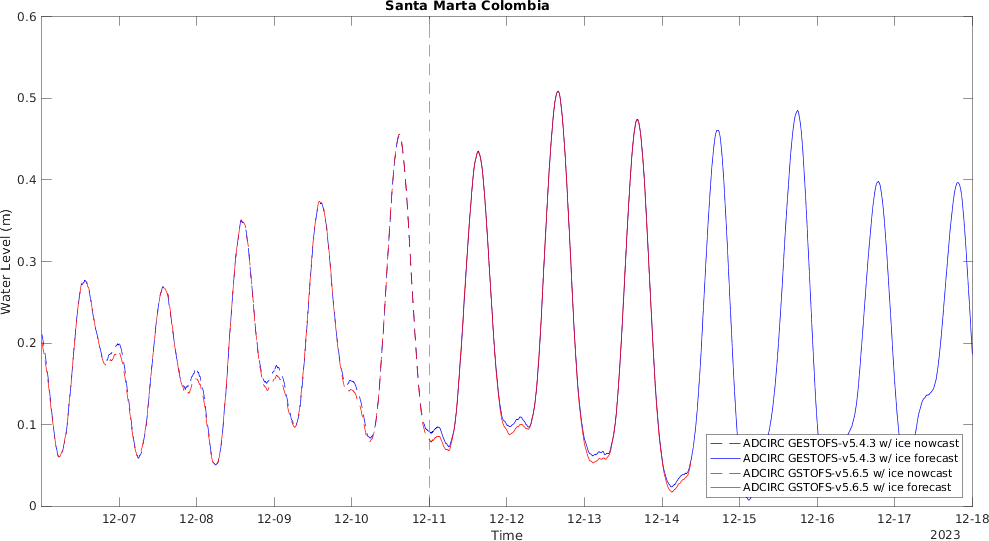 Santa Marta Colombia
0.6
0.5
0.4
0.3
0.2
0.1
0
Water Level (m)
ADCIRC GESTOFS-v5.4.3 w/ ice nowcast
ADCIRC GESTOFS-v5.4.3 w/ ice forecast
ADCIRC GSTOFS-v5.6.5 w/ ice nowcast
ADCIRC GSTOFS-v5.6.5 w/ ice forecast
12-07 12-08 12-09 12-10 12-11 12-12 12-13 12-14 12-15 12-16 12-17 12-18
Time 2023